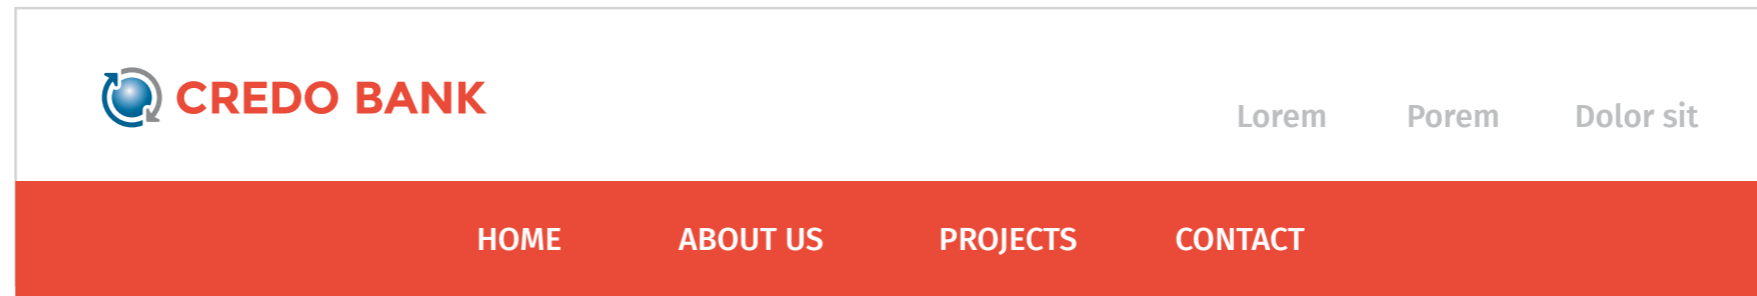 CREDO BANK
Lorem Porem Dolor sit
HOME ABOUT US PROJECTS CONTACT